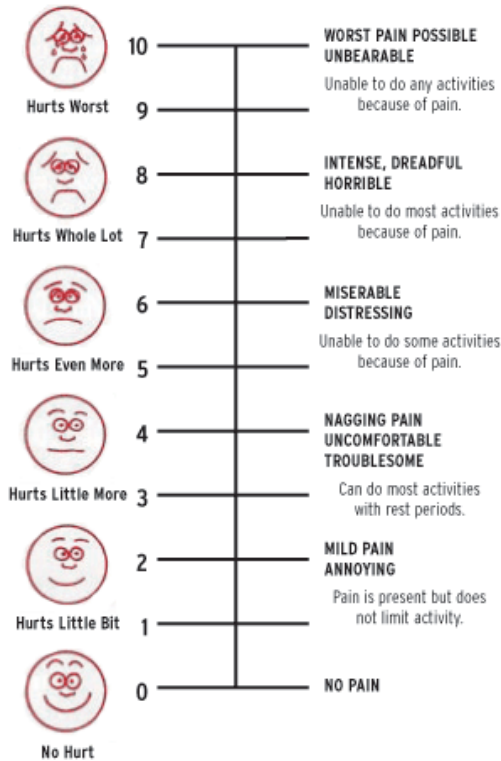 10
WORST PAIN POSSIBLE
UNBEARABLE
Unable to do any activities
because of pain.
Hurts Worst
9
8
INTENSE, DREADFUL
HORRIBLE
Unable to do most activities
because of pain.
Hurts Whole Lot
7
6
MISERABLE
DISTRESSING
Unable to do some activities
because of pain.
Hurts Even More
5
4
NAGGING PAIN
UNCOMFORTABLE
TROUBLESOME
Can do most activities
with rest periods.
Hurts Little More
3
2
MILD PAIN
ANNOYING
Pain is present but does
not limit activity.
Hurts Little Bit
1
0
NO PAIN
No Hurt